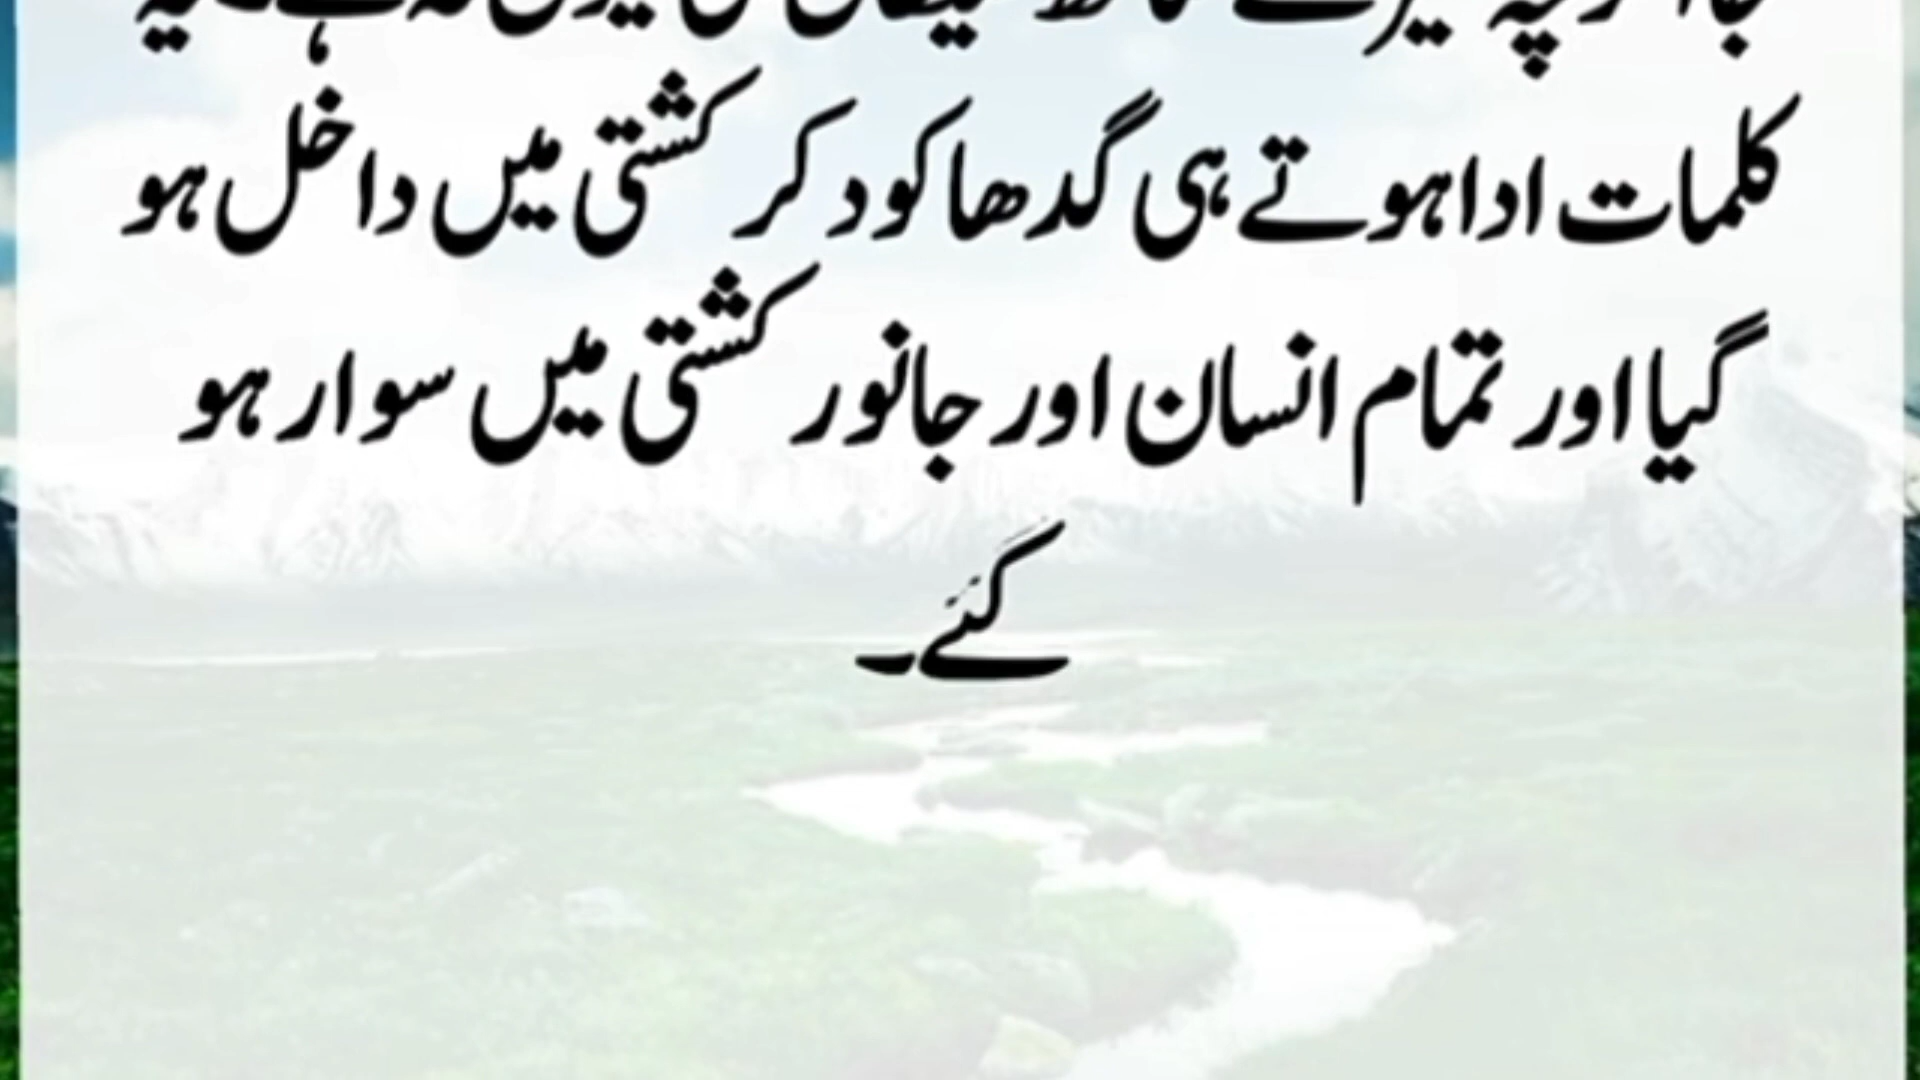 کلمات ادا ہوتے ہی گدھا کود کر کشتی میں داخل ہو
گیا اور تمام انسان اور جانور کشتی میں سوار ہو
گئے۔